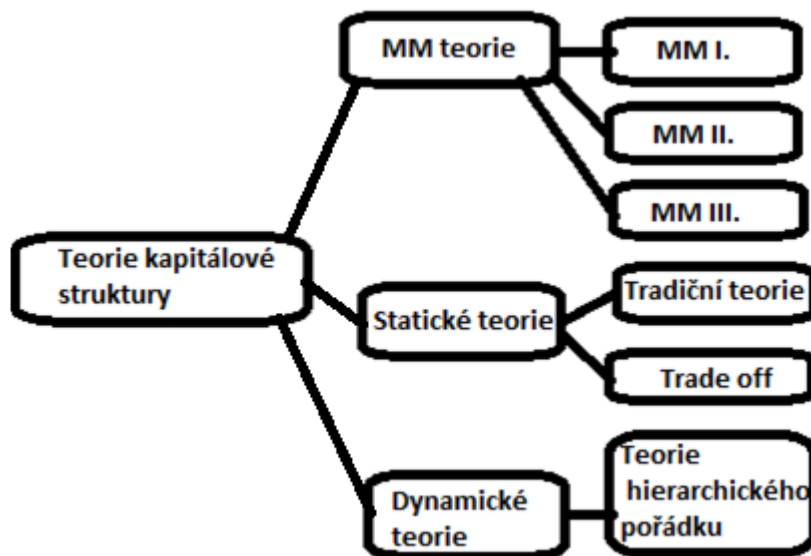 MM teorie
MM I.
MM II.
MM III.
Teorie kapitálové
struktury
Statické teorie
Tradiční teorie
Trade off
Dynamické
teorie
Teorie
hierarchického
pořádku